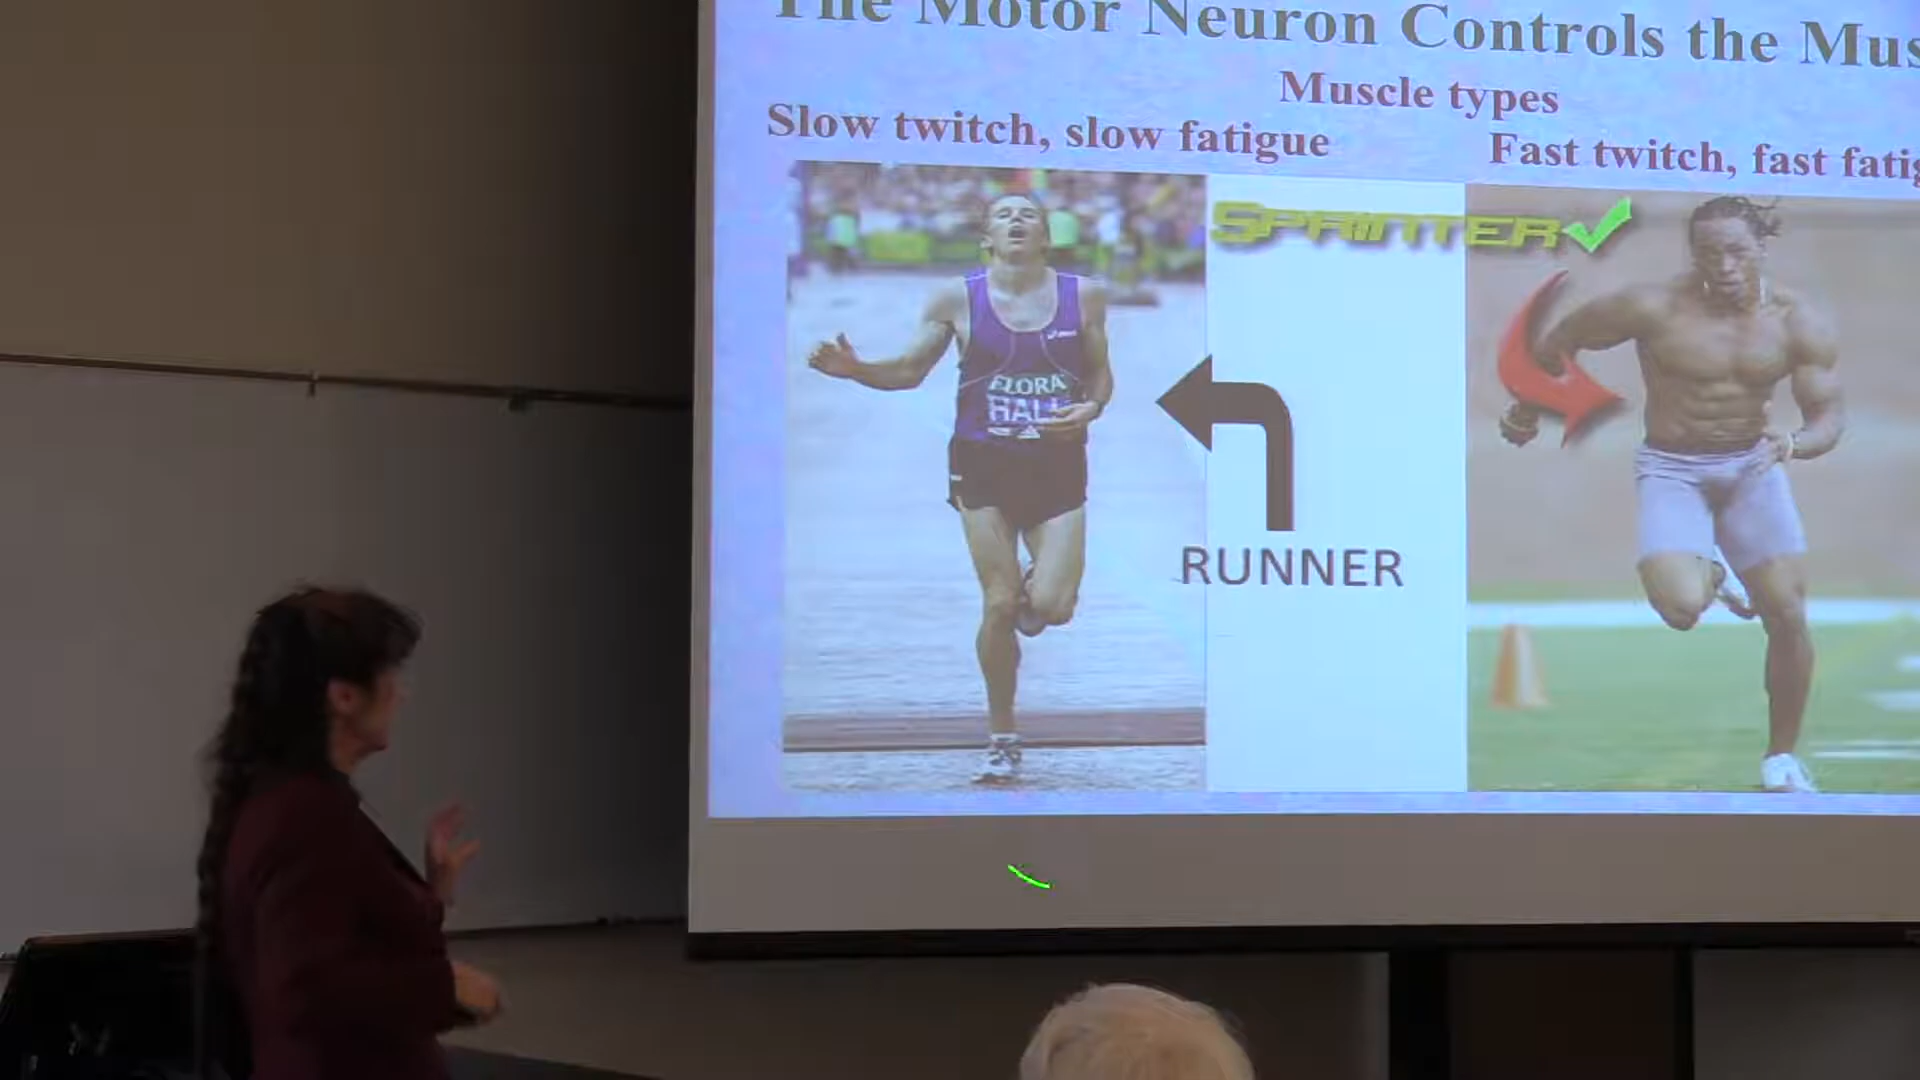 The Motor Neuron Controls the Mus
Muscle types
Slow twitch, slow fatigue
Fast twitch, fast fatig
SPRINTER
FLORA
HALL
RUNNER